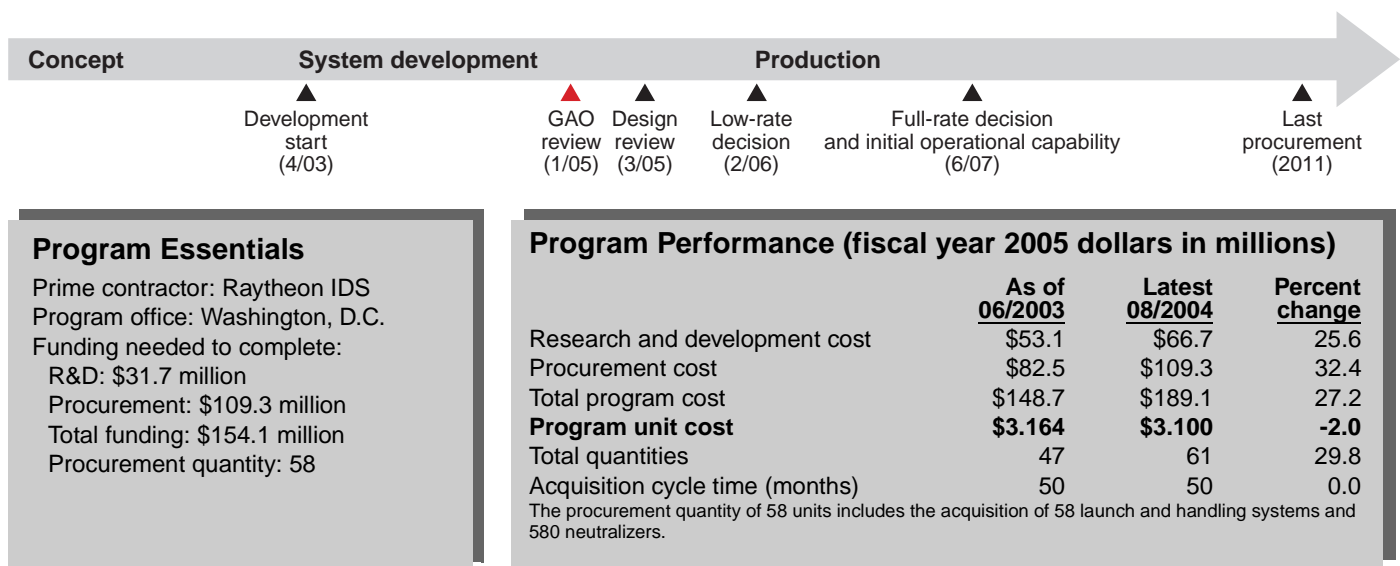 Concept System development Production
Development start (4/03)
GAO review (1/05)
Design review (3/05)
Low-rate decision (2/06)
Full-rate decision and initial operational capability (6/07)
Last procurement (2011)
Program Essentials
Prime contractor: Raytheon IDS
Program office: Washington, D.C.
Funding needed to complete:
R&D: $31.7 million
Procurement: $109.3 million
Total funding: $154.1 million
Procurement quantity: 58
Program Performance (fiscal year 2005 dollars in millions)
As of 06/2003 Latest 08/2004 Percent change
Research and development cost $53.1 $66.7 25.6
Procurement cost $82.5 $109.3 32.4
Total program cost $148.7 $189.1 27.2
Program unit cost $3.164 $3.100 -2.0
Total quantities 47 61 29.8
Acquisition cycle time (months) 50 50 0.0
The procurement quantity of 58 units includes the acquisition of 58 launch and handling systems and
580 neutralizers.